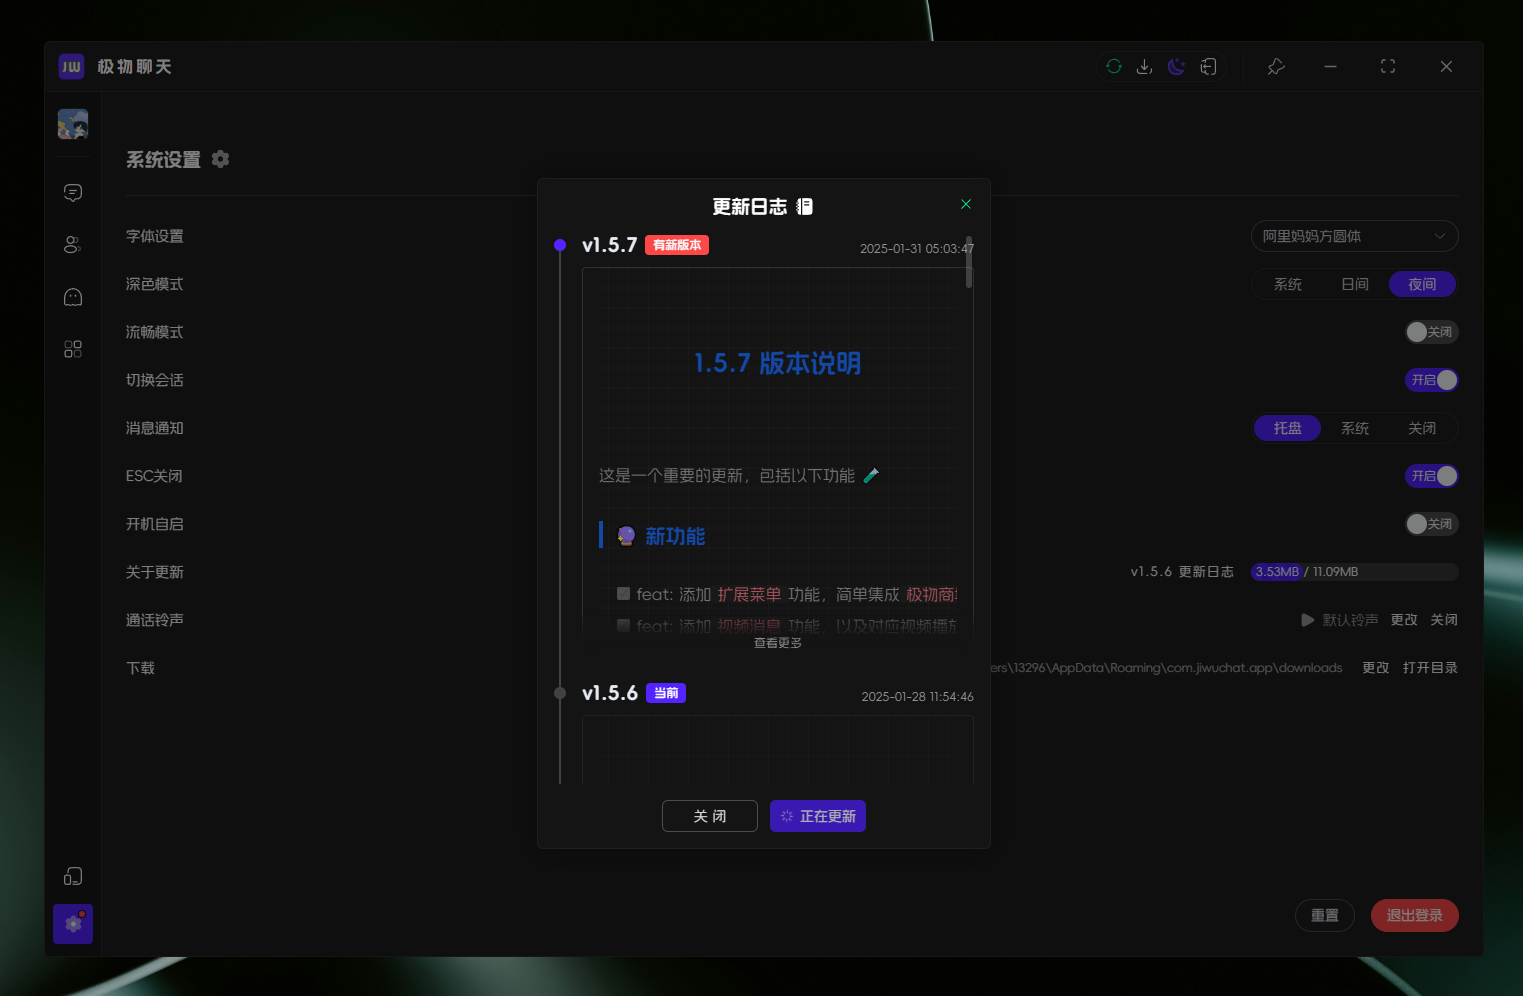 JW 极物聊天
系统设置
字体设置
阿里妈妈方圆体
深色模式
系统 日间 夜间
流畅模式
关闭
切换会话
开启
消息通知
托盘 系统 关闭
ESC关闭
开启
开机自启
关闭
关于更新
v1.5.6 更新日志 3.53MB / 11.09MB
通话铃声
默认铃声 更改 关闭
下载
ers\13296\AppData\Roaming\com.jiwuchat.app\downloads 更改 打开目录
重置 退出登录
更新日志
v1.5.7 有新版本 2025-01-31 05:03:47
1.5.7 版本说明
这是一个重要的更新，包括以下功能
新功能
feat: 添加 扩展菜单 功能，简单集成 极物商
feat: 添加 视频消息 功能，以及对应视频播放
查看更多
v1.5.6 当前 2025-01-28 11:54:46
关闭 正在更新